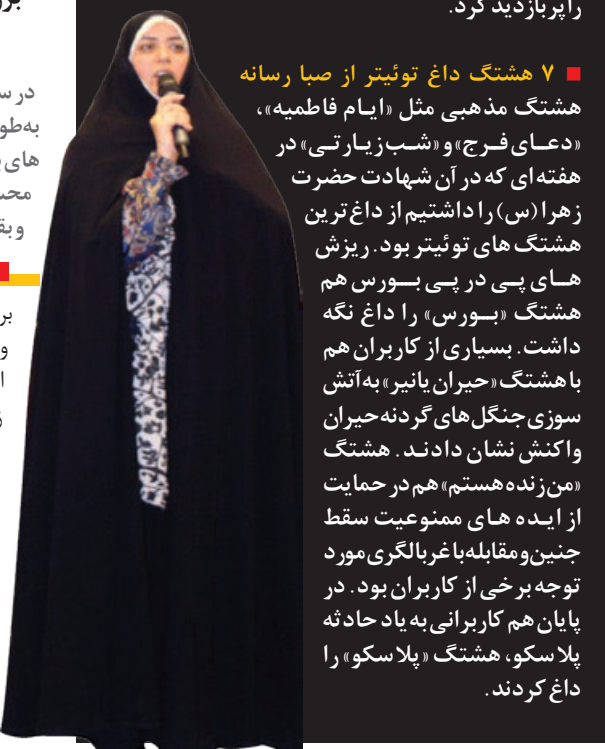 را پربازدید کرد.
۷ هشتگ داغ توئیتر از صبا رسانه
هشتگ مذهبی مثل «ایام فاطمیه»،
«دعای فرج» و «شب زیارتی» در
هفته ای که در آن شهادت حضرت
زهرا (س) را داشتیم از داغ ترین
هشتگ های توئیتر بود. ریزش
های پی در پی بورس هم
هشتگ «بورس» را داغ نگه
داشت. بسیاری از کاربران هم
با هشتگ «حیران یانیر» به آتش
سوزی جنگل های گردنه حیران
واکنش نشان دادند. هشتگ
«من زنده هستم» هم در حمایت
از ایده های ممنوعیت سقط
جنین و مقابله با غربالگری مورد
توجه برخی از کاربران بود. در
پایان هم کاربرانی به یاد حادثه
پلاسکو، هشتگ «پلاسکو» را
داغ کردند.
در س
به‌طو
های
و بق
بر
و
ا